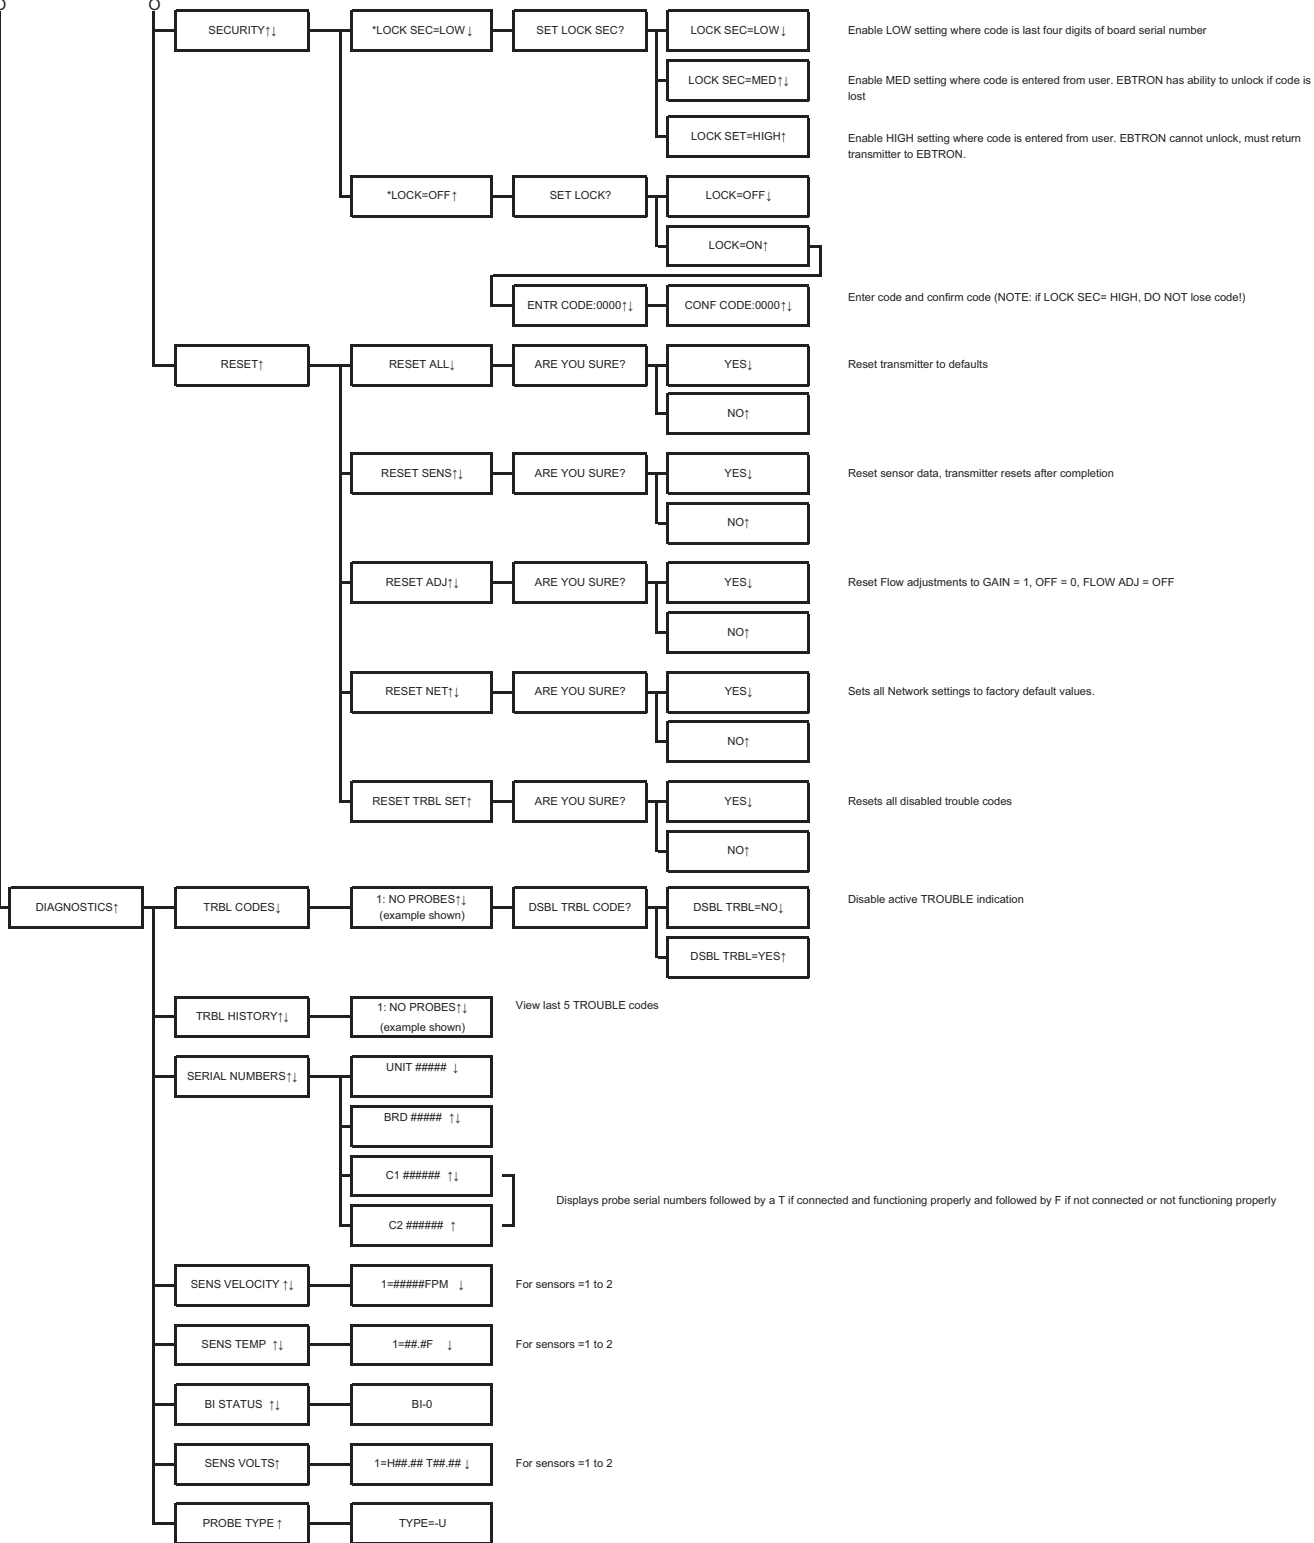 O O
SECURITY↑↓ *LOCK SEC=LOW↓ SET LOCK SEC? LOCK SEC=LOW↓ Enable LOW setting where code is last four digits of board serial number
LOCK SEC=MED↑↓ Enable MED setting where code is entered from user. EBTRON has ability to unlock if code is
lost
LOCK SET=HIGH↑ Enable HIGH setting where code is entered from user. EBTRON cannot unlock, must return
transmitter to EBTRON.
*LOCK=OFF↑ SET LOCK? LOCK=OFF↓
LOCK=ON↑
ENTR CODE:0000↑↓ CONF CODE:0000↑↓ Enter code and confirm code (NOTE: if LOCK SEC= HIGH, DO NOT lose code!)
RESET↑ RESET ALL↓ ARE YOU SURE? YES↓ Reset transmitter to defaults
NO↑
RESET SENS↑↓ ARE YOU SURE? YES↓ Reset sensor data, transmitter resets after completion
NO↑
RESET ADJ↑↓ ARE YOU SURE? YES↓ Reset Flow adjustments to GAIN = 1, OFF = 0, FLOW ADJ = OFF
NO↑
RESET NET↑↓ ARE YOU SURE? YES↓ Sets all Network settings to factory default values.
NO↑
RESET TRBL SET↑ ARE YOU SURE? YES↓ Resets all disabled trouble codes
NO↑
DIAGNOSTICS↑ TRBL CODES↓ 1: NO PROBES↑↓ DSBL TRBL CODE? DSBL TRBL=NO↓ Disable active TROUBLE indication
(example shown)
DSBL TRBL=YES↑
TRBL HISTORY↑↓ 1: NO PROBES↑↓ View last 5 TROUBLE codes
(example shown)
SERIAL NUMBERS↑↓ UNIT ##### ↓
BRD ##### ↑↓
C1 ###### ↑↓
Displays probe serial numbers followed by a T if connected and functioning properly and followed by F if not connected or not functioning properly
C2 ###### ↑
SENS VELOCITY ↑↓ 1=#####FPM ↓ For sensors =1 to 2
SENS TEMP ↑↓ 1=##.#F ↓ For sensors =1 to 2
BI STATUS ↑↓ BI-0
SENS VOLTS↑ 1=H##.## T##.## ↓ For sensors =1 to 2
PROBE TYPE ↑ TYPE=-U